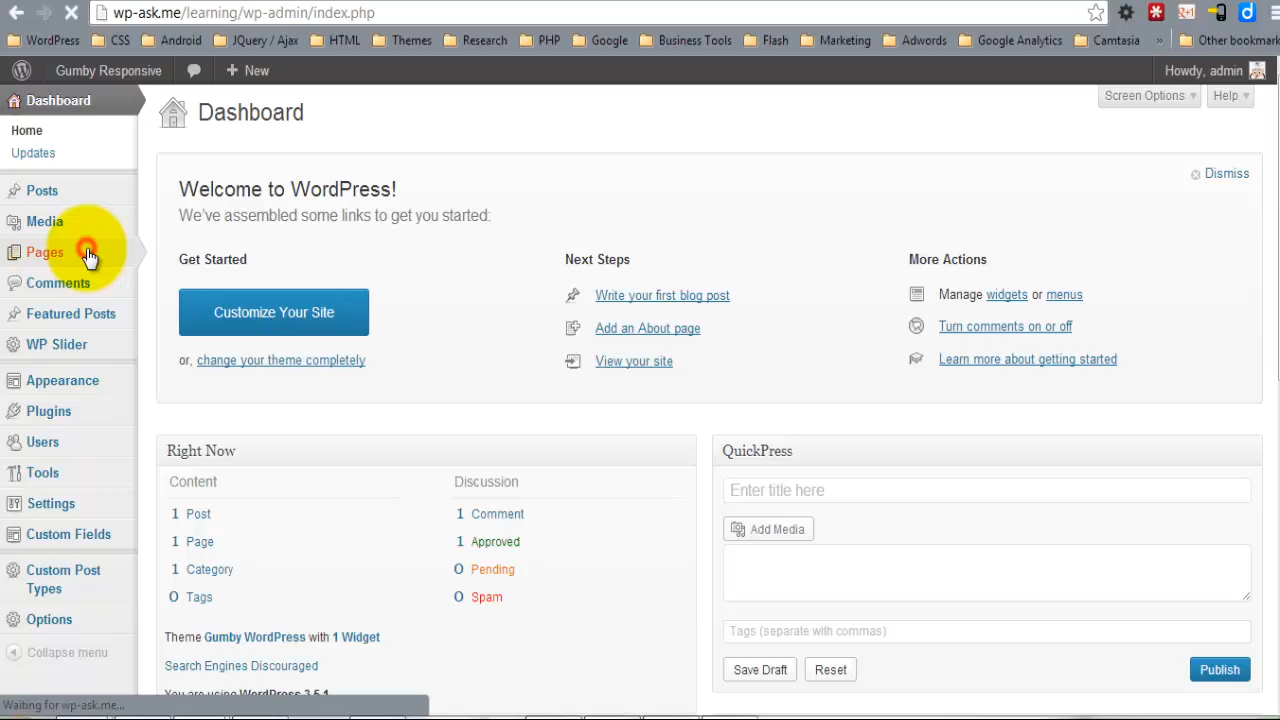 wp-ask.me/learning/wp-admin/index.php
WordPress CSS Android JQuery / Ajax HTML Themes Research PHP Google Business Tools Flash Marketing Adwords Google Analytics Camtasia » Other bookmark
Gumby Responsive + New Howdy, admin
Dashboard
Home
Updates
Posts
Media
Pages
Comments
Featured Posts
WP Slider
Appearance
Plugins
Users
Tools
Settings
Custom Fields
Custom Post
Types
Options
Collapse menu
Screen Options Help
Dashboard
Dismiss
Welcome to WordPress!
We've assembled some links to get you started:
Get Started
Customize Your Site
or, change your theme completely
Next Steps
Write your first blog post
Add an About page
View your site
More Actions
Manage widgets or menus
Turn comments on or off
Learn more about getting started
Right Now
Content
1 Post
1 Page
1 Category
0 Tags
Discussion
1 Comment
1 Approved
0 Pending
0 Spam
Theme Gumby WordPress with 1 Widget
Search Engines Discouraged
You are using WordPress 3.5.1
QuickPress
Enter title here
Add Media
Tags (separate with commas)
Save Draft Reset Publish
Waiting for wp-ask.me...